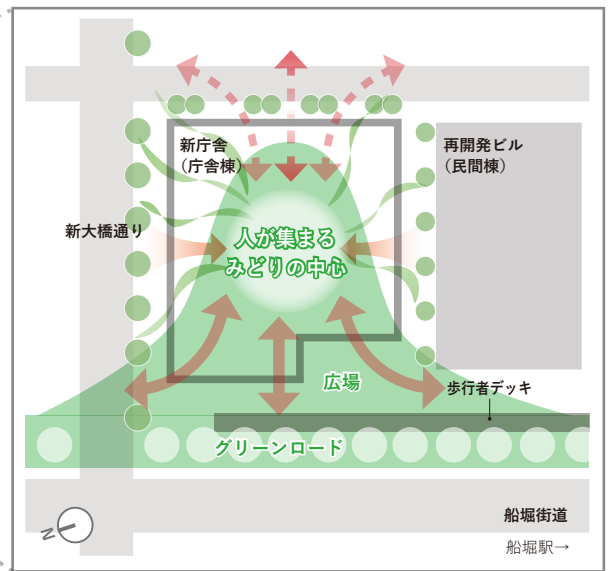 新庁舎
（庁舎棟）
再開発ビル
（民間棟）
新大橋通り
人が集まる
みどりの中心
広場
歩行者デッキ
グリーンロード
船堀街道
船堀駅→
N